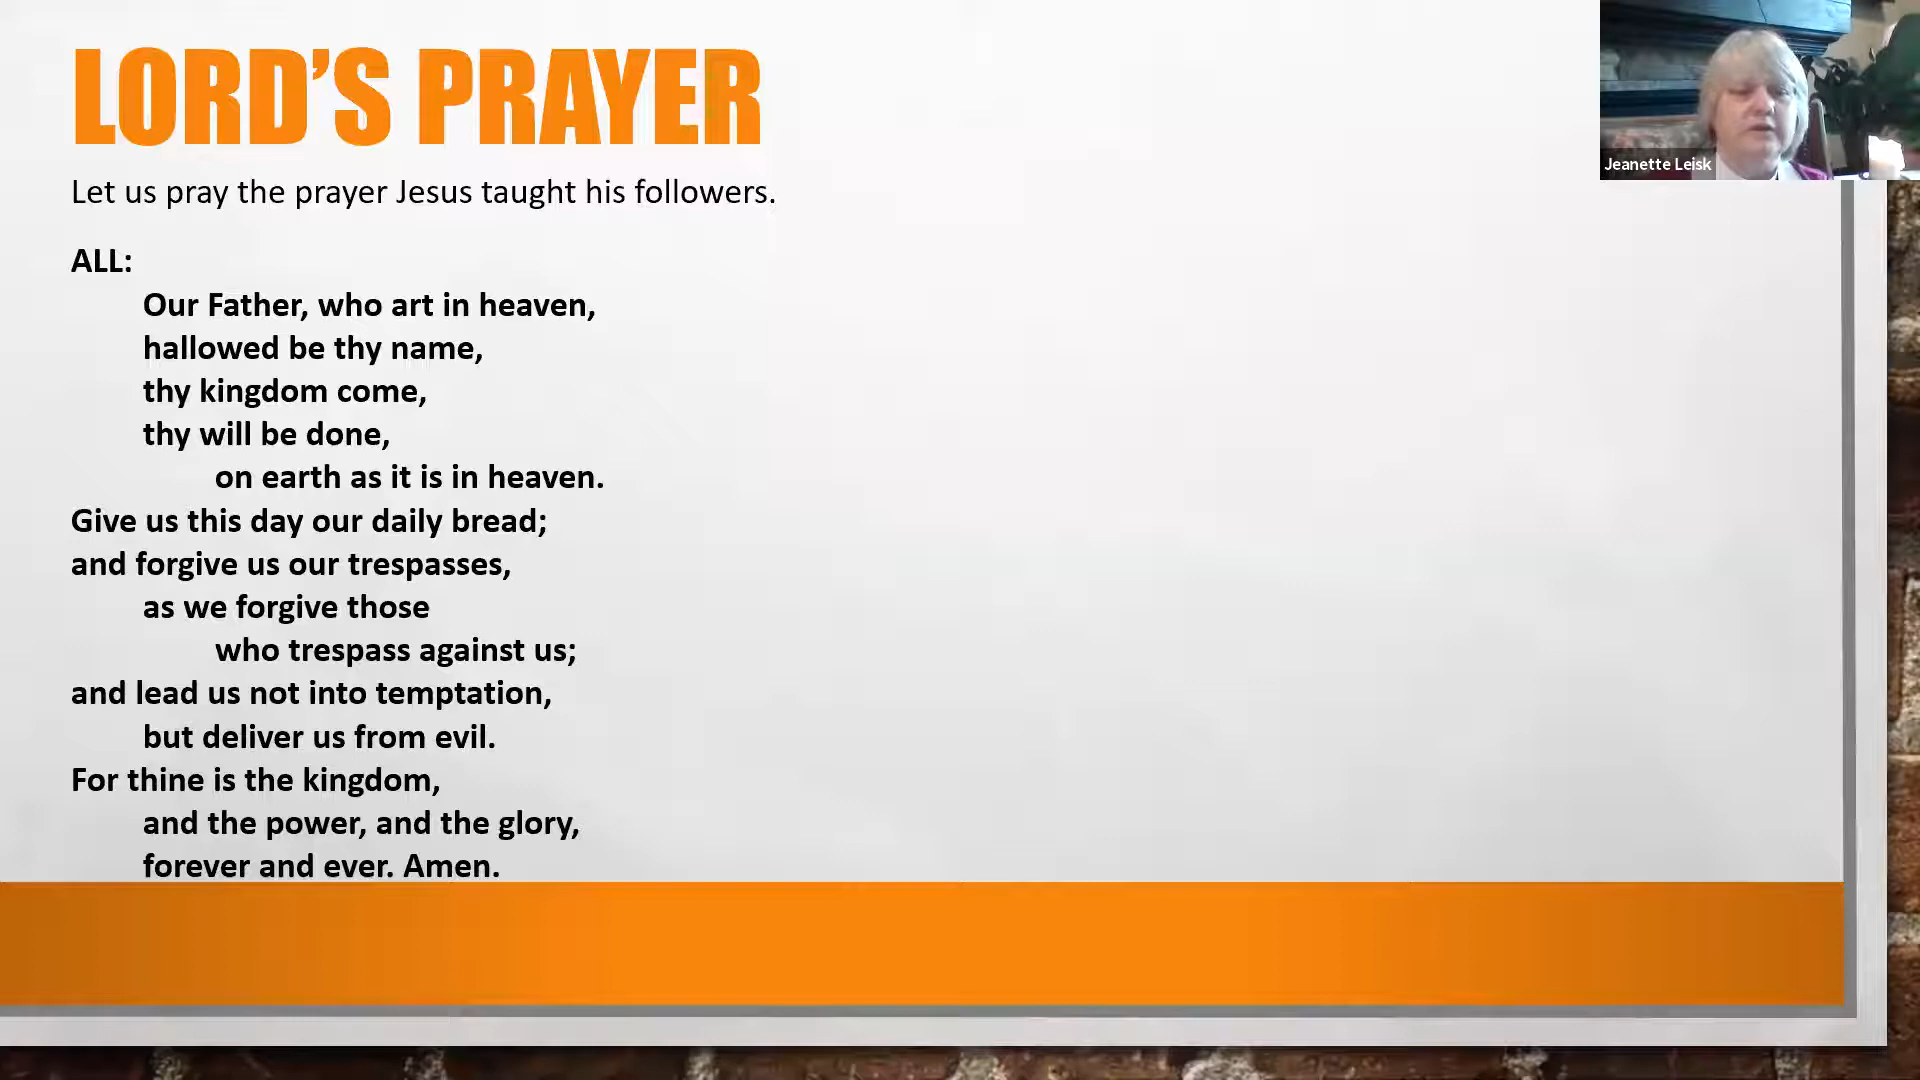 LORD'S PRAYER
Let us pray the prayer Jesus taught his followers.
ALL:
Our Father, who art in heaven,
hallowed be thy name,
thy kingdom come,
thy will be done,
on earth as it is in heaven.
Give us this day our daily bread;
and forgive us our trespasses,
as we forgive those
who trespass against us;
and lead us not into temptation,
but deliver us from evil.
For thine is the kingdom,
and the power, and the glory,
forever and ever. Amen.
Jeanette Leisk